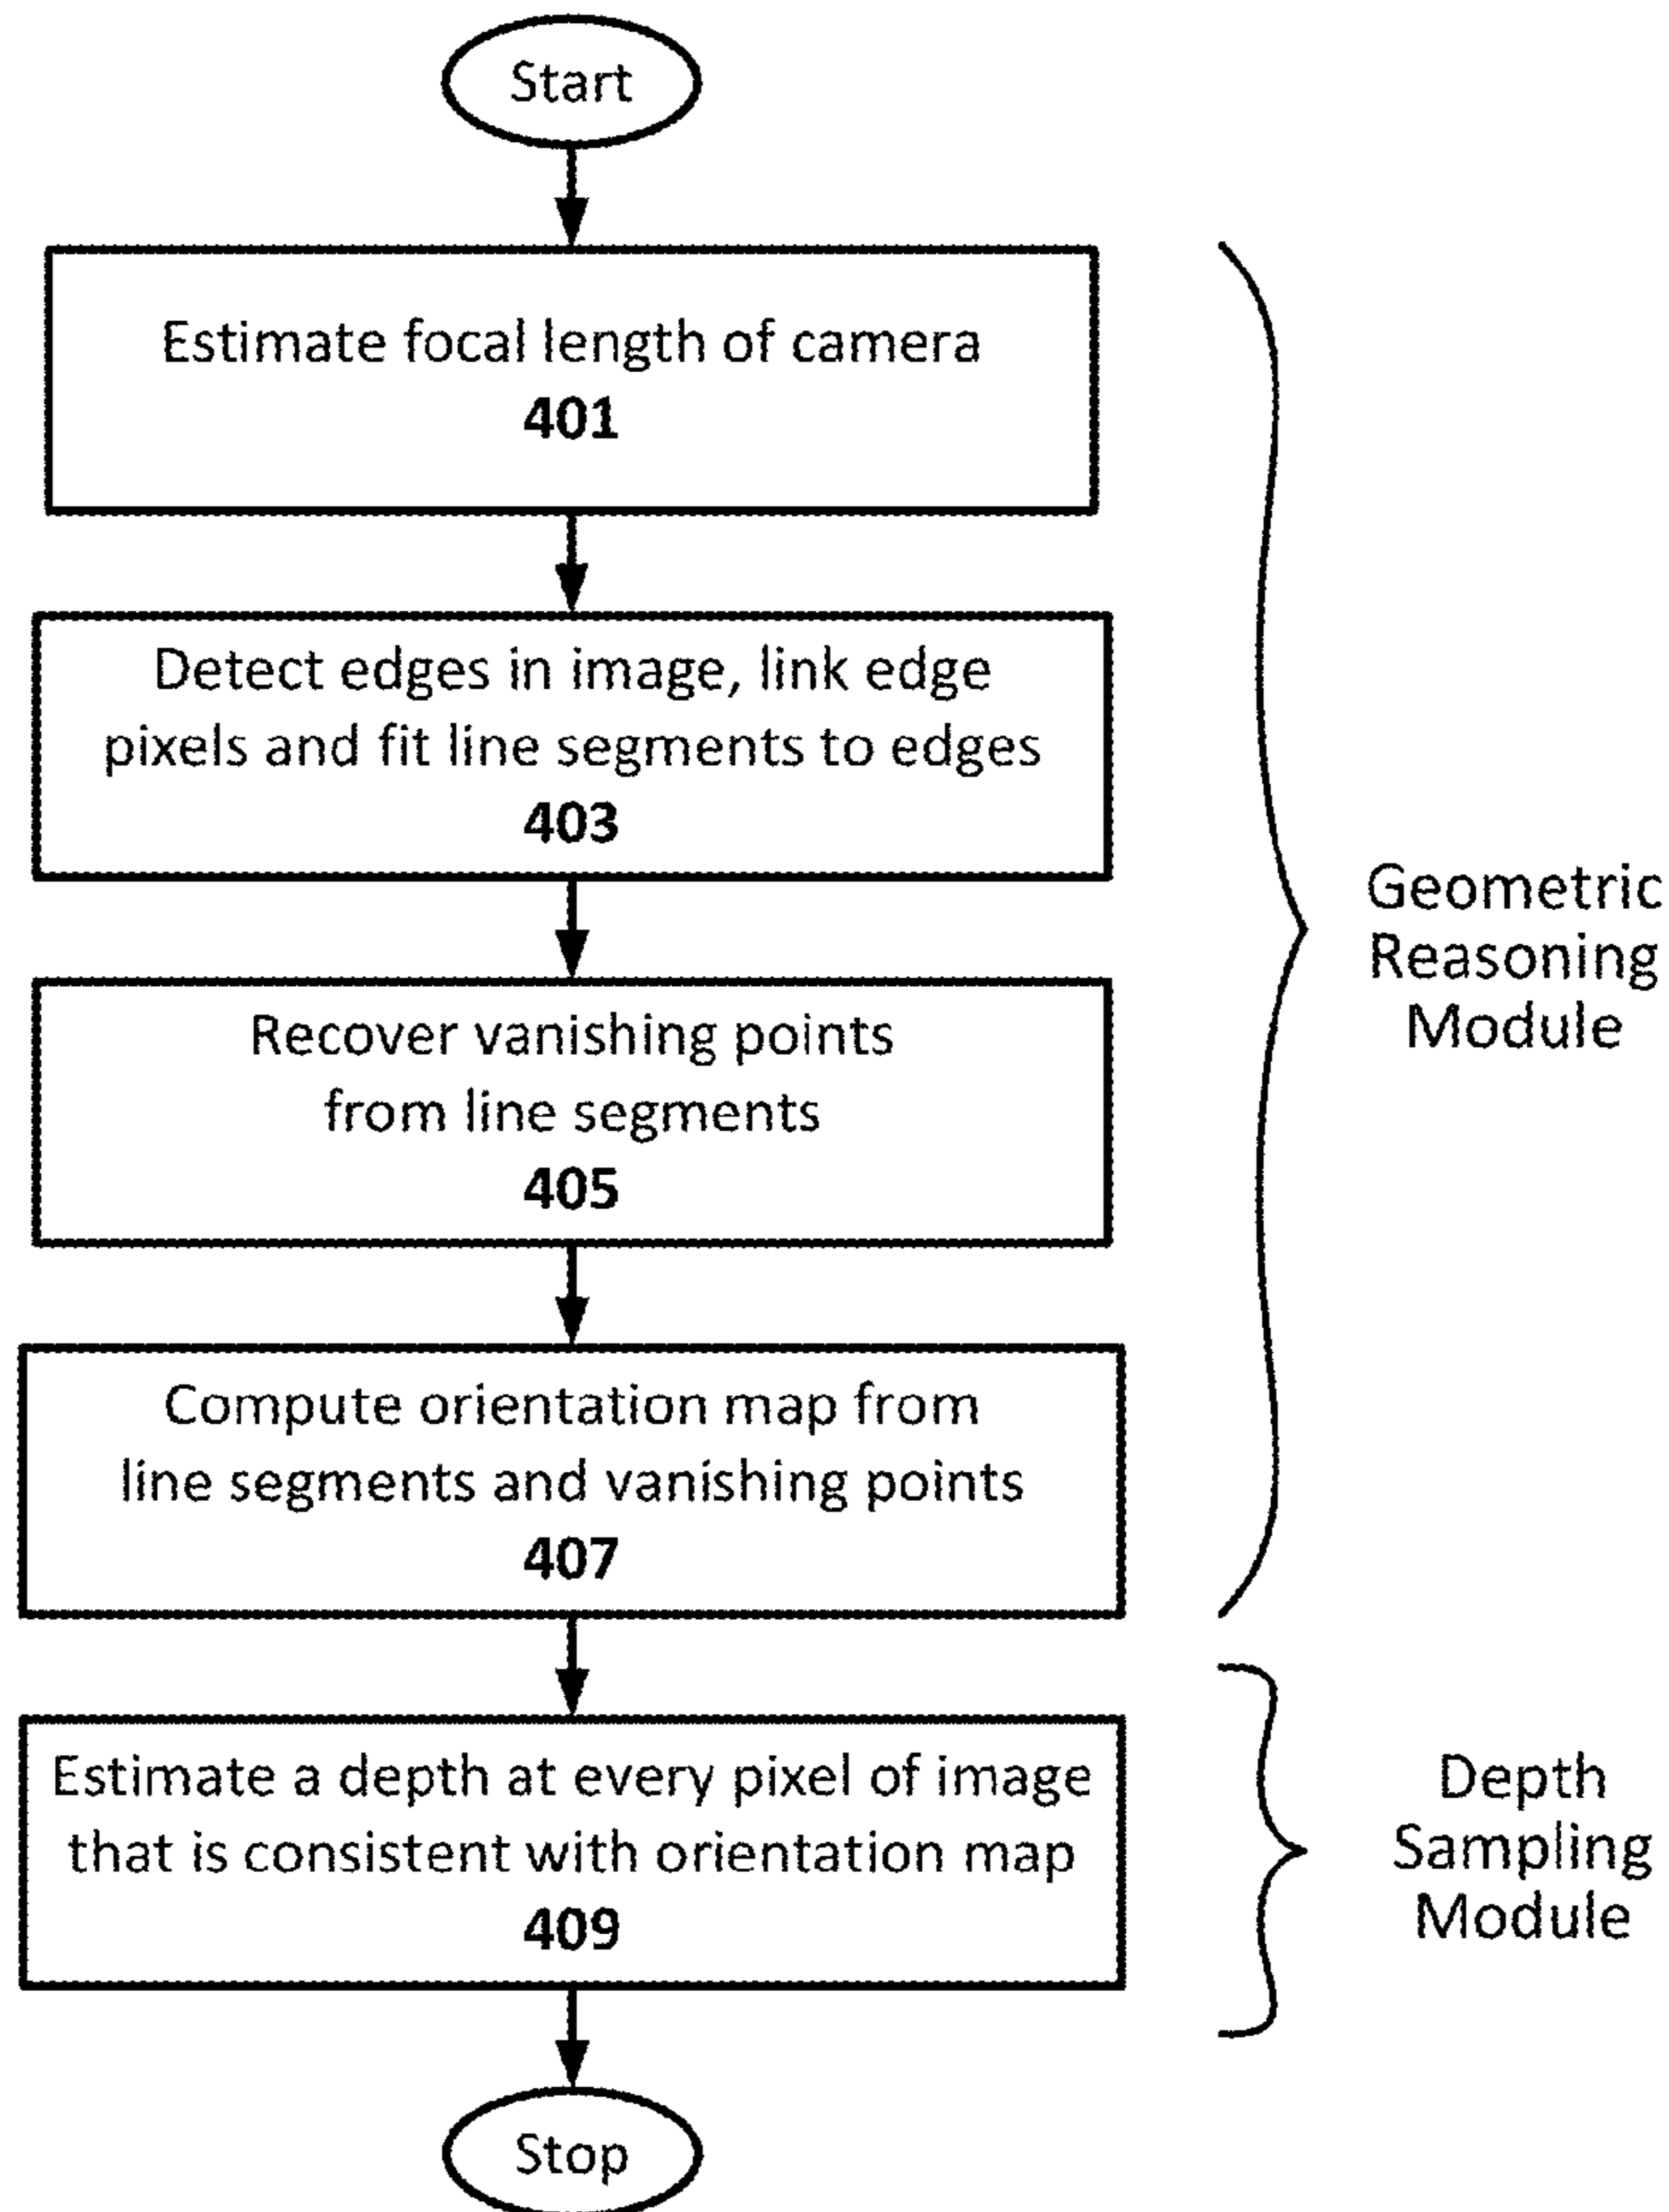 Start
Estimate focal length of camera
401
Detect edges in image, link edge
pixels and fit line segments to edges
403
Recover vanishing points
from line segments
405
Compute orientation map from
line segments and vanishing points
407
Geometric
Reasoning
Module
Estimate a depth at every pixel of image
that is consistent with orientation map
409
Depth
Sampling
Module
Stop